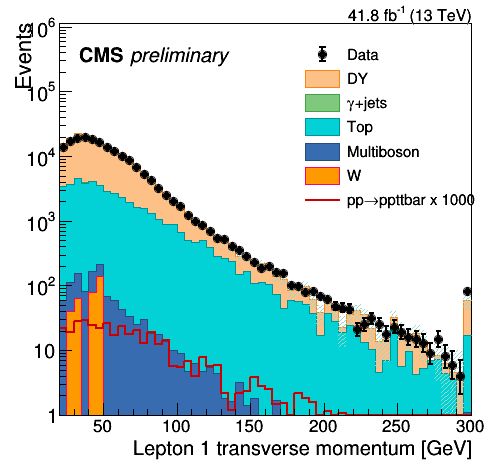 41.8 fb⁻¹ (13 TeV)
Events
CMS preliminary
Data
DY
γ+jets
Top
Multiboson
W
pp→ppttbar x 1000
10⁶
10⁵
10⁴
10³
10²
10
1
50 100 150 200 250 300
Lepton 1 transverse momentum [GeV]